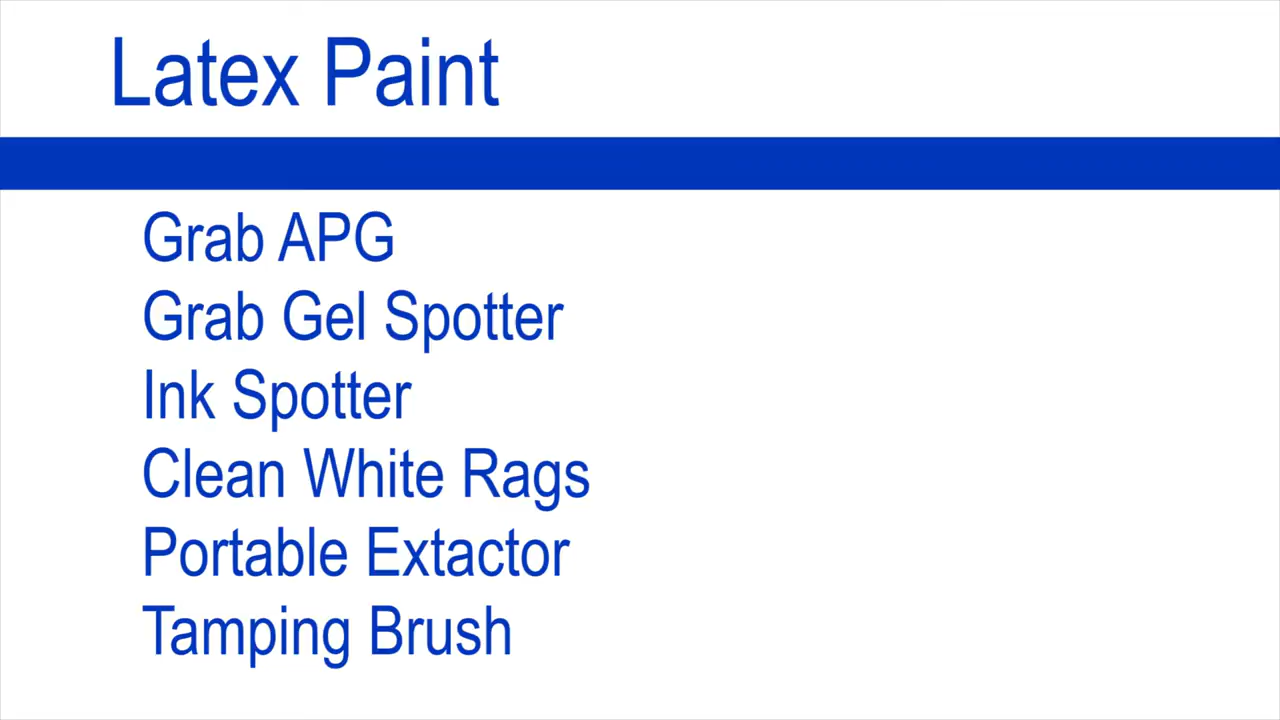 Latex Paint
Grab APG
Grab Gel Spotter
Ink Spotter
Clean White Rags
Portable Extactor
Tamping Brush